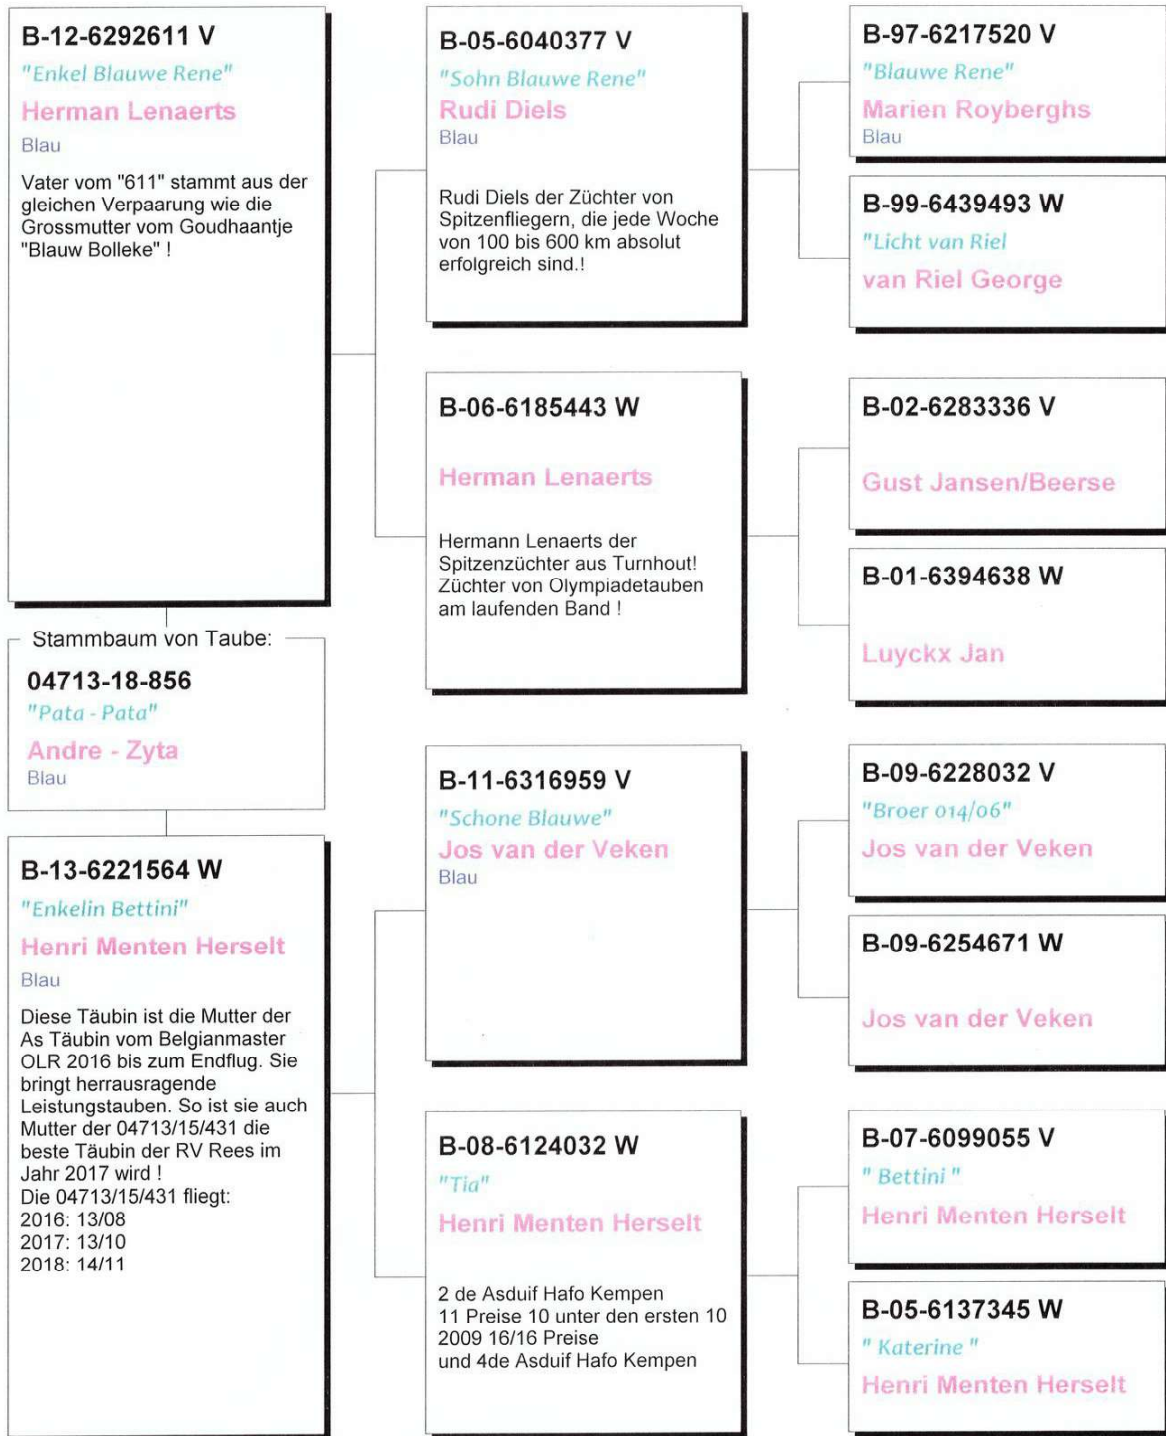 B-12-6292611 V
"Enkel Blauwe Rene"
Herman Lenaerts
Blau
Vater vom "611" stammt aus der
gleichen Verpaarung wie die
Grossmutter vom Goudhaantje
"Blauw Bolleke" !
Stammbaum von Taube:
04713-18-856
"Pata - Pata"
Andre - Zyta
Blau
B-13-6221564 W
"Enkelin Bettini"
Henri Menten Herselt
Blau
Diese Täubin ist die Mutter der
As Täubin vom Belgianmaster
OLR 2016 bis zum Endflug. Sie
bringt herrausragende
Leistungstauben. So ist sie auch
Mutter der 04713/15/431 die
beste Täubin der RV Rees im
Jahr 2017 wird !
Die 04713/15/431 fliegt:
2016: 13/08
2017: 13/10
2018: 14/11
B-05-6040377 V
"Sohn Blauwe Rene"
Rudi Diels
Blau
Rudi Diels der Züchter von
Spitzenfliegern, die jede Woche
von 100 bis 600 km absolut
erfolgreich sind.!
B-06-6185443 W
Herman Lenaerts
Hermann Lenaerts der
Spitzenzüchter aus Turnhout!
Züchter von Olympiadetauben
am laufenden Band !
B-11-6316959 V
"Schone Blauwe"
Jos van der Veken
Blau
B-08-6124032 W
"Tia"
Henri Menten Herselt
2 de Asduif Hafo Kempen
11 Preise 10 unter den ersten 10
2009 16/16 Preise
und 4de Asduif Hafo Kempen
B-97-6217520 V
"Blauwe Rene"
Marien Royberghs
Blau
B-99-6439493 W
"Licht van Riel
van Riel George
B-02-6283336 V
Gust Jansen/Beerse
B-01-6394638 W
Luyckx Jan
B-09-6228032 V
"Broer 014/06"
Jos van der Veken
B-09-6254671 W
Jos van der Veken
B-07-6099055 V
" Bettini "
Henri Menten Herselt
B-05-6137345 W
" Katerine "
Henri Menten Herselt